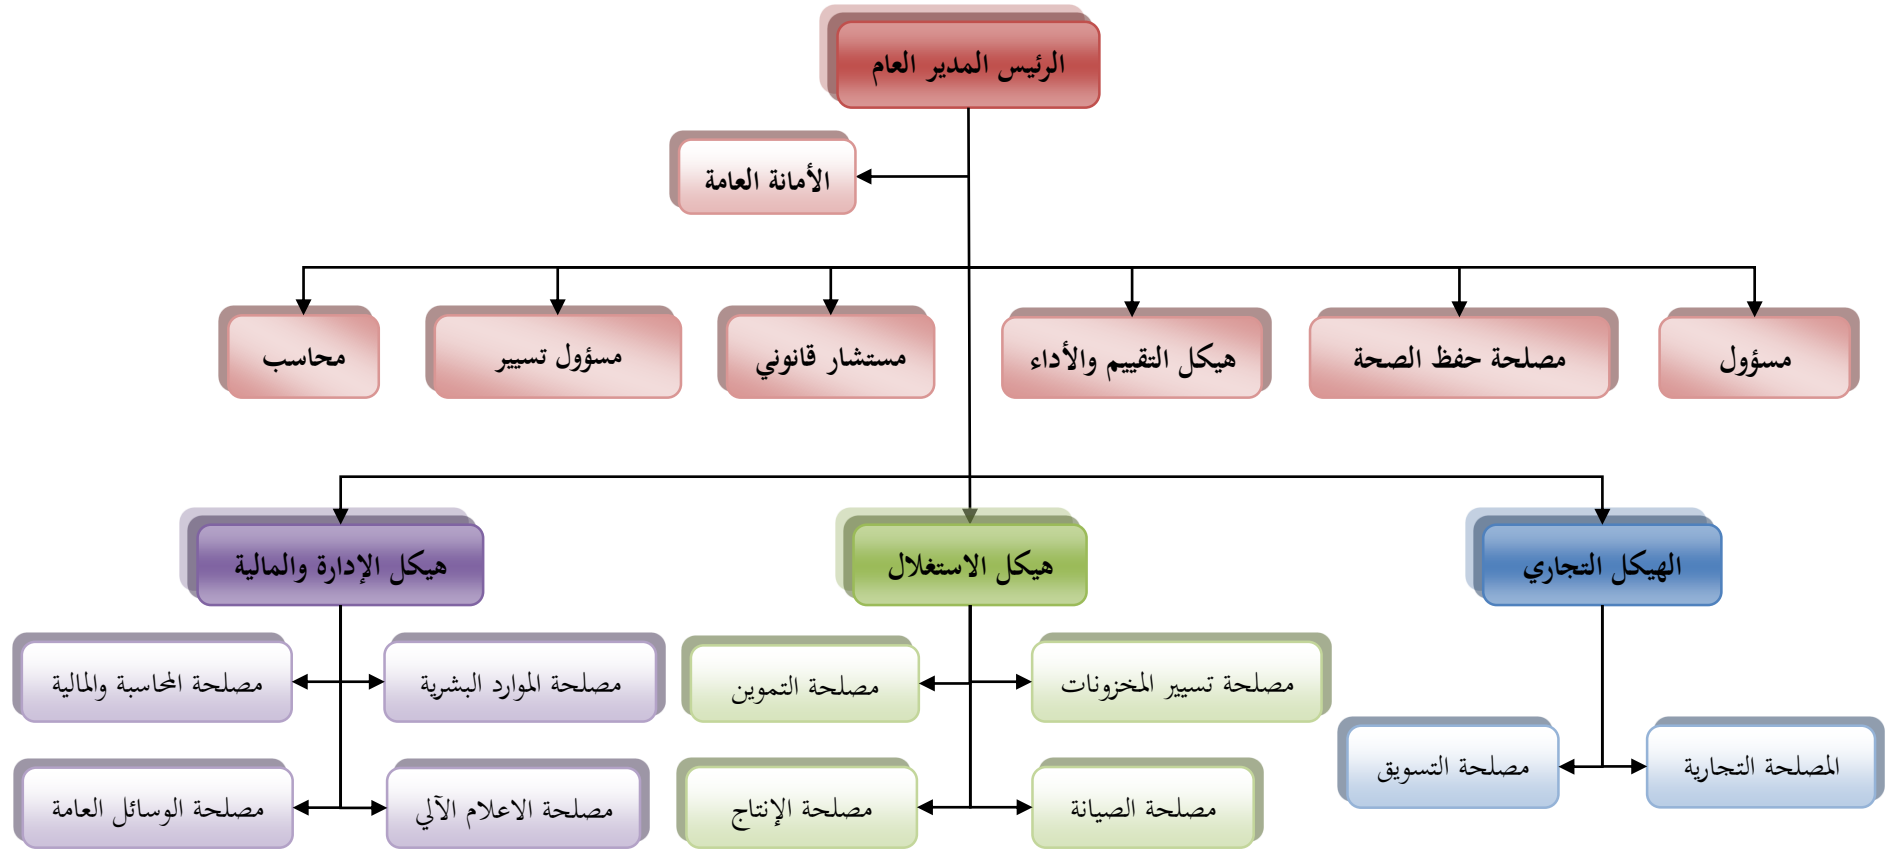 الرئيس المدير العام
الأمانة العامة
مسؤول
مصلحة حفظ الصحة
هيكل التقييم والأداء
مستشار قانوني
مسؤول تسيير
محاسب
الهيكل التجاري
هيكل الاستغلال
هيكل الإدارة والمالية
مصلحة تسيير المخزونات
مصلحة التموين
مصلحة الموارد البشرية
مصلحة المحاسبة والمالية
المصلحة التجارية
مصلحة التسويق
مصلحة الصيانة
مصلحة الإنتاج
مصلحة الاعلام الآلي
مصلحة الوسائل العامة